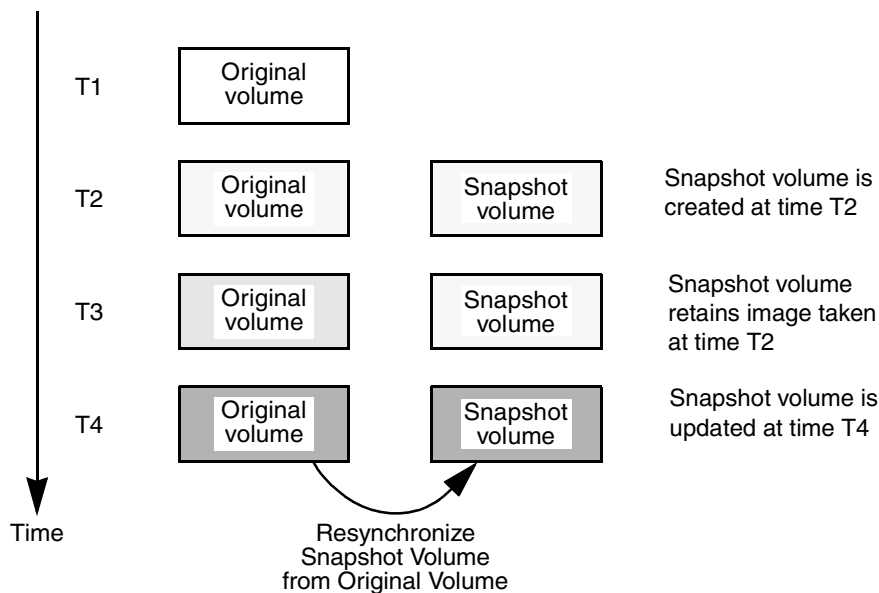 T1
Original
volume
T2
Original
volume
Snapshot
volume
Snapshot volume is
created at time T2
T3
Original
volume
Snapshot
volume
Snapshot volume
retains image taken
at time T2
T4
Original
volume
Snapshot
volume
Snapshot volume is
updated at time T4
Time
Resynchronize
Snapshot Volume
from Original Volume